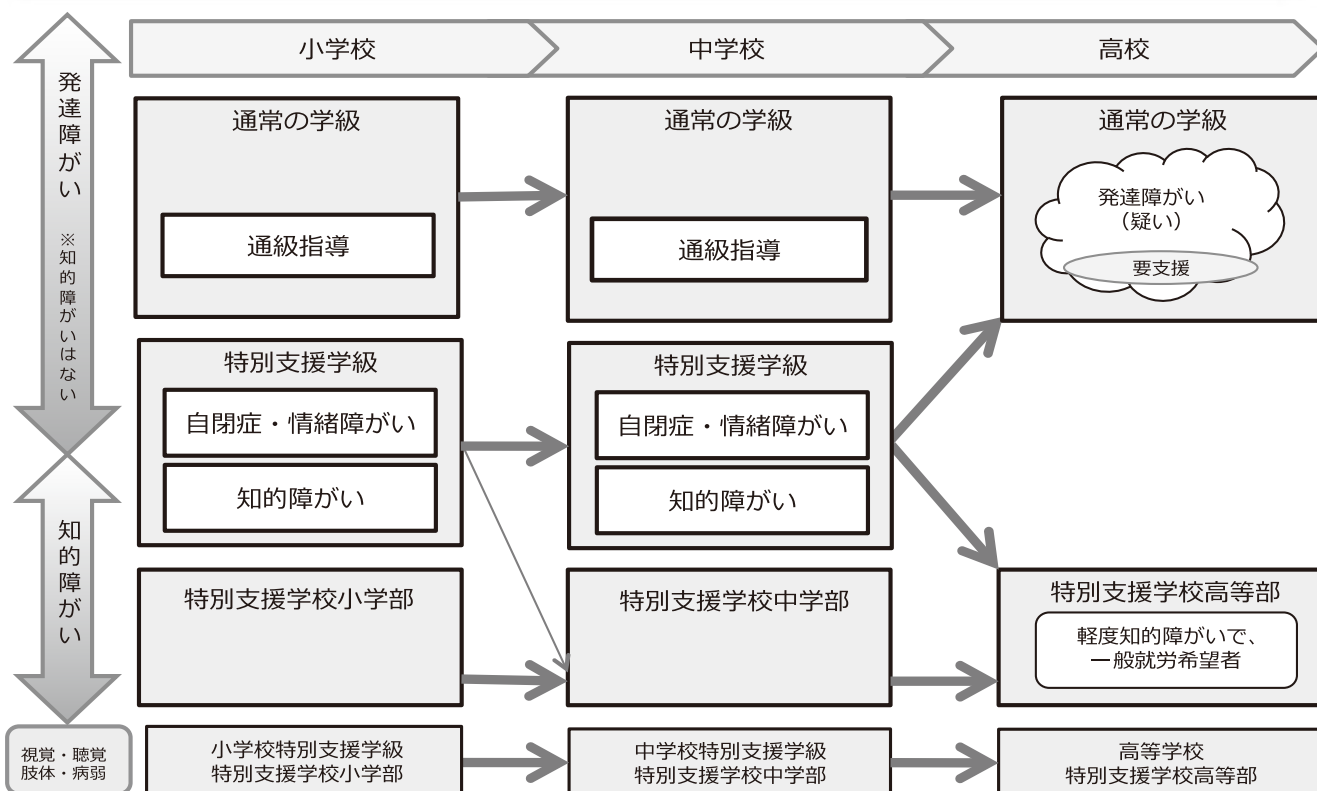 小学校
中学校
高校
発達障がい
※知的障がいはない
知的障がい
視覚・聴覚
肢体・病弱
通常の学級
通級指導
通常の学級
通級指導
通常の学級
発達障がい
（疑い）
要支援
特別支援学級
自閉症・情緒障がい
知的障がい
特別支援学級
自閉症・情緒障がい
知的障がい
特別支援学校小学部
特別支援学校中学部
特別支援学校高等部
軽度知的障がいで、
一般就労希望者
小学校特別支援学級
特別支援学校小学部
中学校特別支援学級
特別支援学校中学部
高等学校
特別支援学校高等部